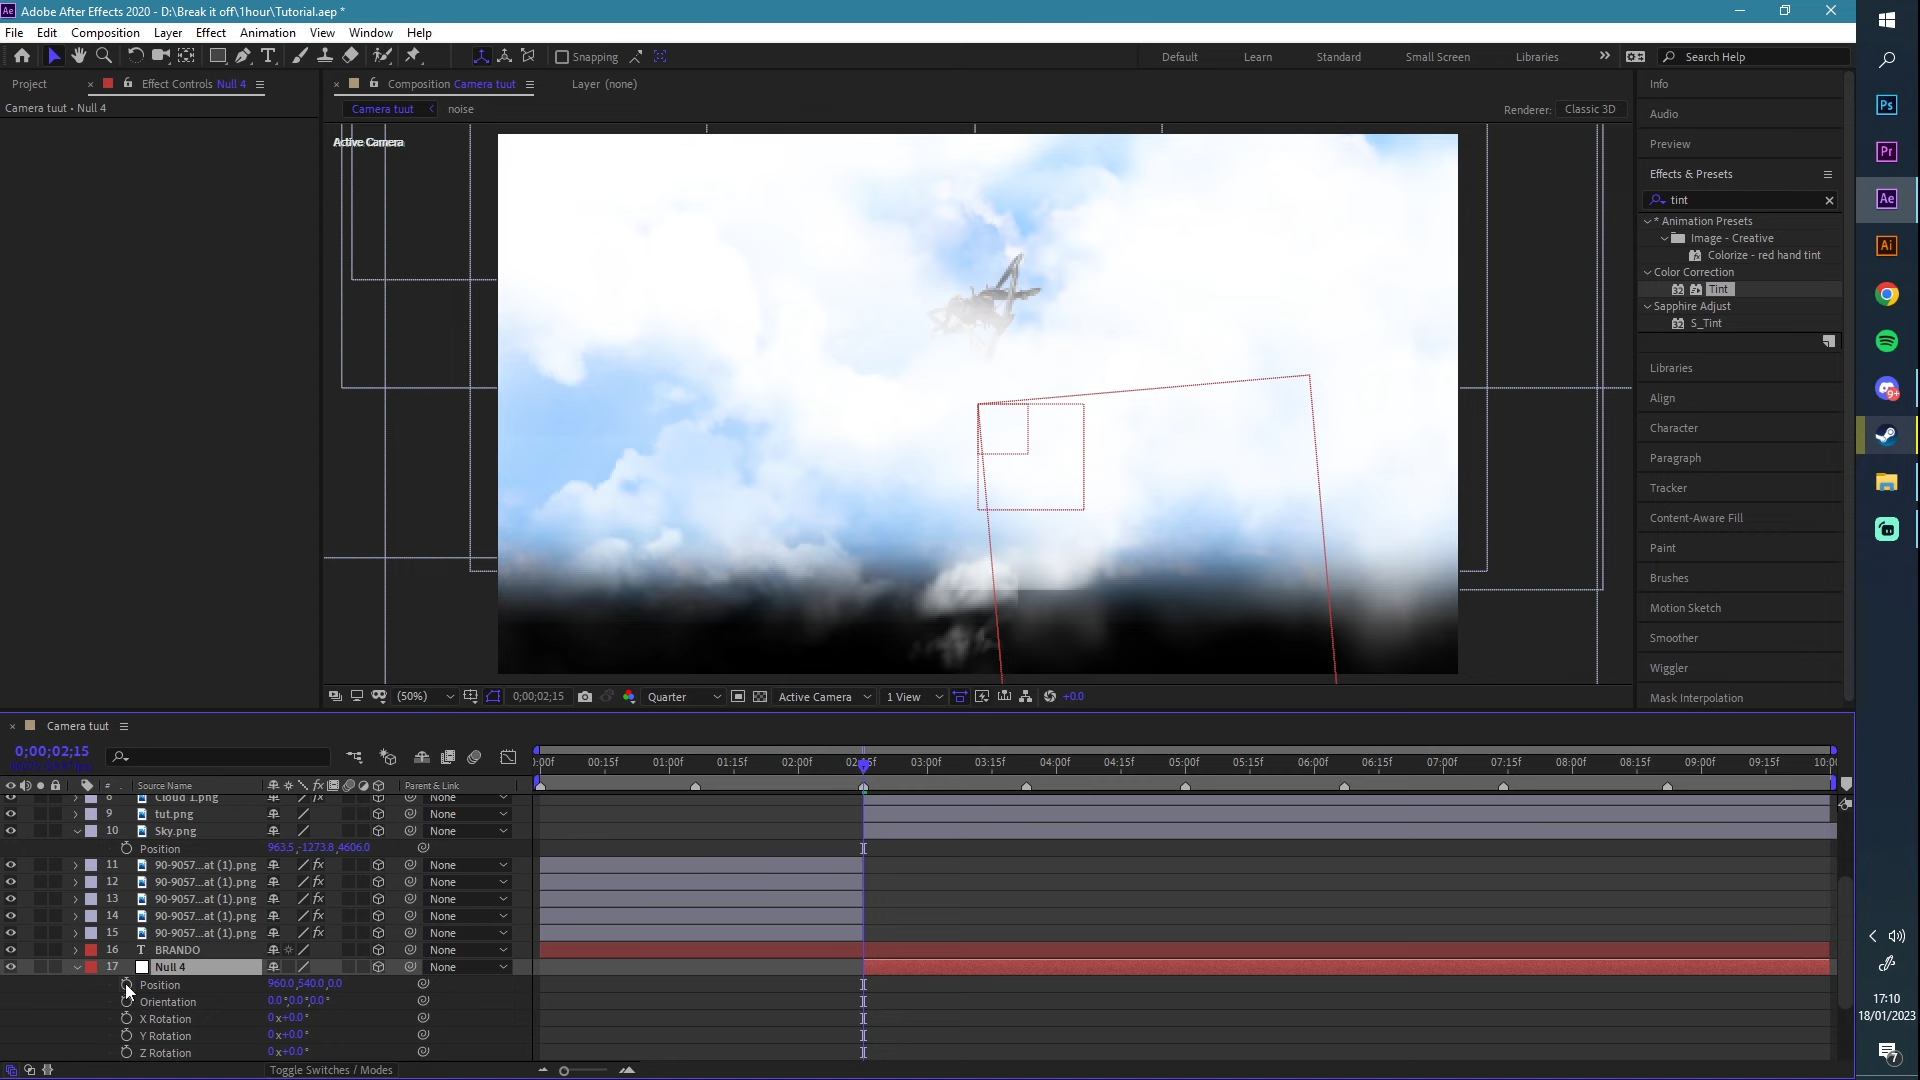 Adobe After Effects 2020 - D:\Break it off\1hour\Tutorial.aep *
File Edit Composition Layer Effect Animation View Window Help
Snapping
Default Learn Standard Small Screen Libraries Search Help
Project Effect Controls Null 4
Composition Camera tuut Layer (none)
Camera tuut • Null 4
Camera tuut noise
Renderer: Classic 3D
Active Camera
Info
Audio
Preview
Effects & Presets
tint
* Animation Presets
Image - Creative
Colorize - red hand tint
Color Correction
Tint
Sapphire Adjust
S_Tint
Libraries
Align
Character
Paragraph
Tracker
Content-Aware Fill
Paint
Brushes
Motion Sketch
Smoother
Wiggler
Mask Interpolation
(50%) 0;00;02;15 Quarter Active Camera 1 View +0.0
Camera tuut
0;00;02;15
# Source Name Parent & Link
):00f 00:15f 01:00f 01:15f 02:00f 03:00f 03:15f 04:00f 04:15f 05:00f 05:15f 06:00f 06:15f 07:00f 07:15f 08:00f 08:15f 09:00f 09:15f
8 Cloud 1.png None
9 tut.png None
10 Sky.png None
Position 963.5,-1273.8,4606.0
11 90-9057...at (1).png None
12 90-9057...at (1).png None
13 90-9057...at (1).png None
14 90-9057...at (1).png None
15 90-9057...at (1).png None
16 T BRANDO None
17 Null 4 None
Position 960.0,540.0,0.0
Orientation 0.0°,0.0°,0.0°
X Rotation 0x+0.0°
Y Rotation 0x+0.0°
Z Rotation 0x+0.0°
Toggle Switches / Modes
Ps
Pr
Ae
Ai
9+
17:10
18/01/2023
7